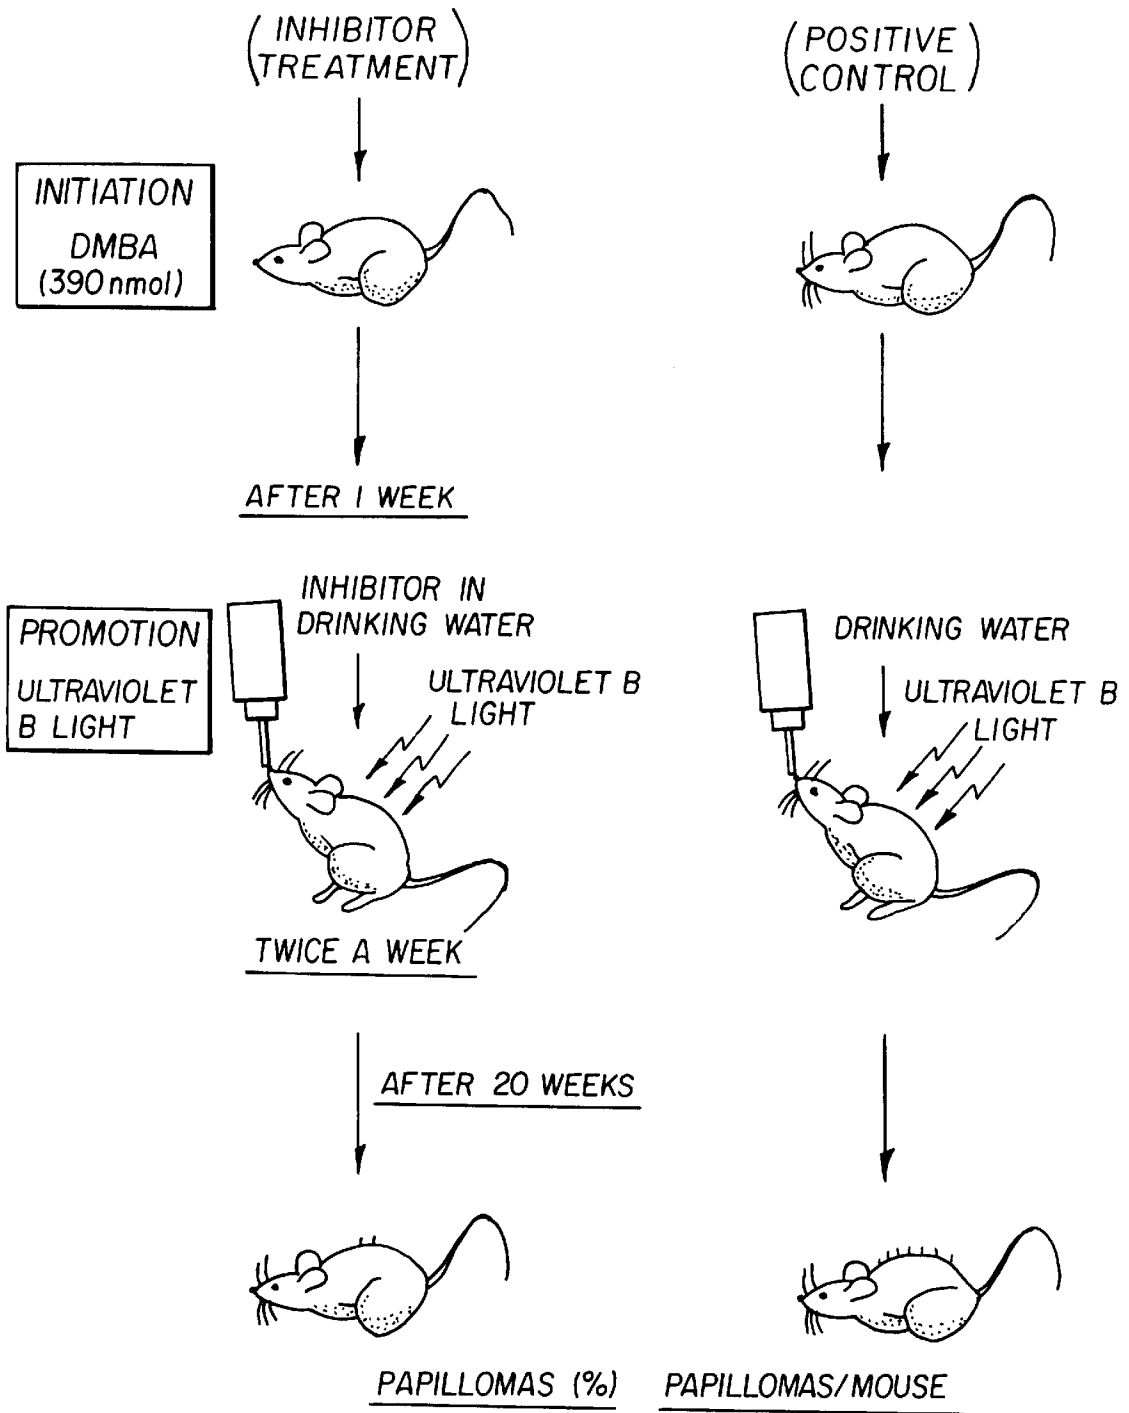 (INHIBITOR
TREATMENT)
(POSITIVE
CONTROL)
INITIATION
DMBA
(390 nmol)
AFTER 1 WEEK
PROMOTION
ULTRAVIOLET
B LIGHT
INHIBITOR IN
DRINKING WATER
ULTRAVIOLET B
LIGHT
DRINKING WATER
ULTRAVIOLET B
LIGHT
TWICE A WEEK
AFTER 20 WEEKS
PAPILLOMAS (%)
PAPILLOMAS/MOUSE